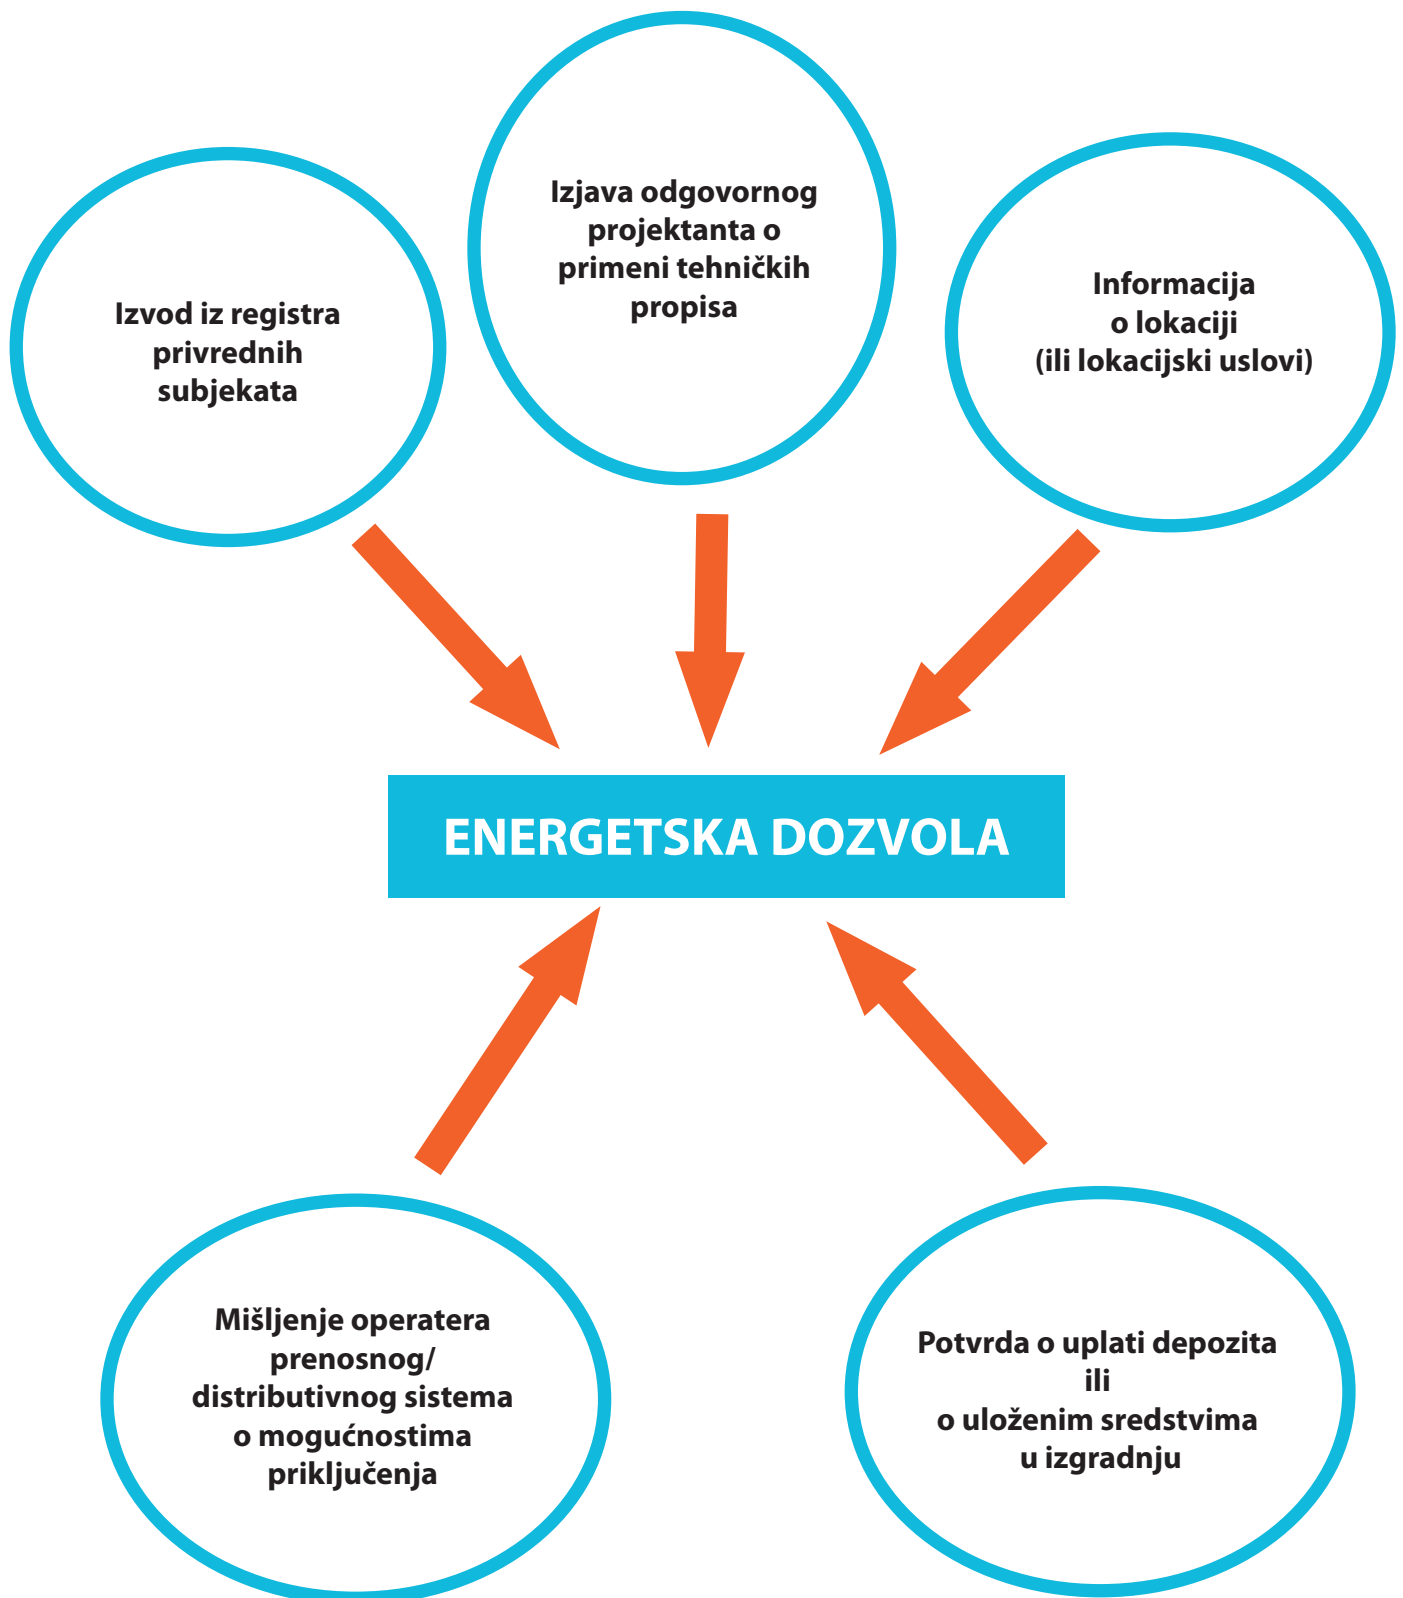 Izvod iz registra
privrednih
subjekata
Izjava odgovornog
projektanta o
primeni tehničkih
propisa
Informacija
o lokaciji
(ili lokacijski uslovi)
ENERGETSKA DOZVOLA
Mišljenje operatera
prenosnog/
distributivnog sistema
o mogućnostima
priključenja
Potvrda o uplati depozita
ili
o uloženim sredstvima
u izgradnju